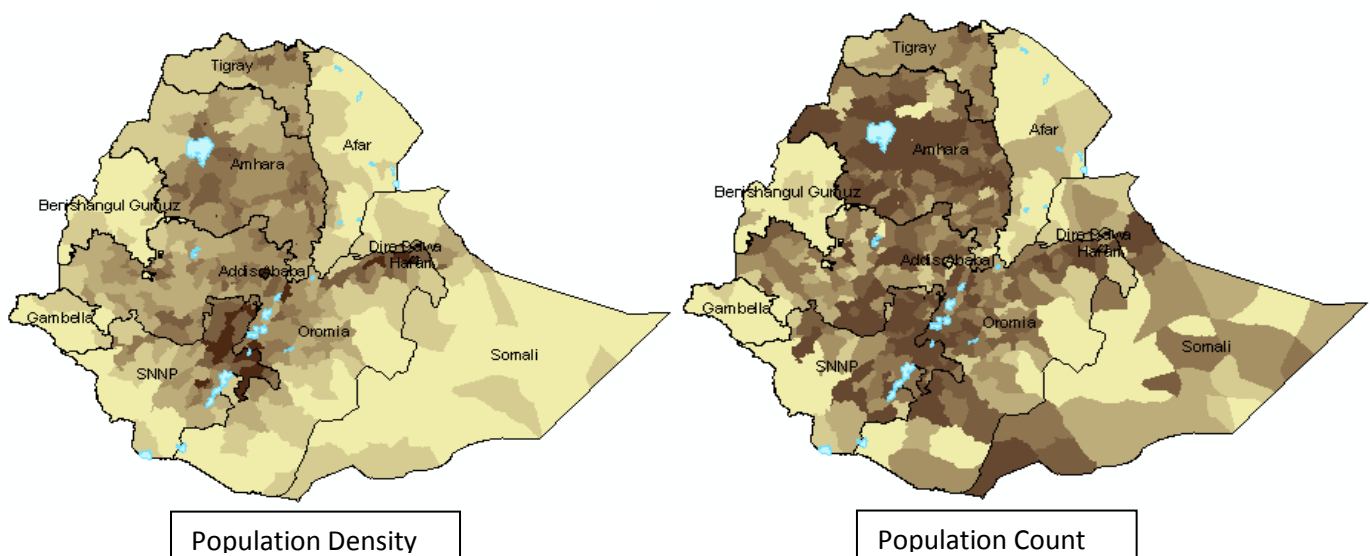 Tigray
Afar
Amhara
Benishangul Gumuz
Dire Dawa
Harari
Addis Ababa
Gambella
Oromia
Somali
SNNP
Population Density
Tigray
Afar
Amhara
Benishangul Gumuz
Dire Dawa
Harari
Addis Ababa
Gambella
Oromia
Somali
SNNP
Population Count